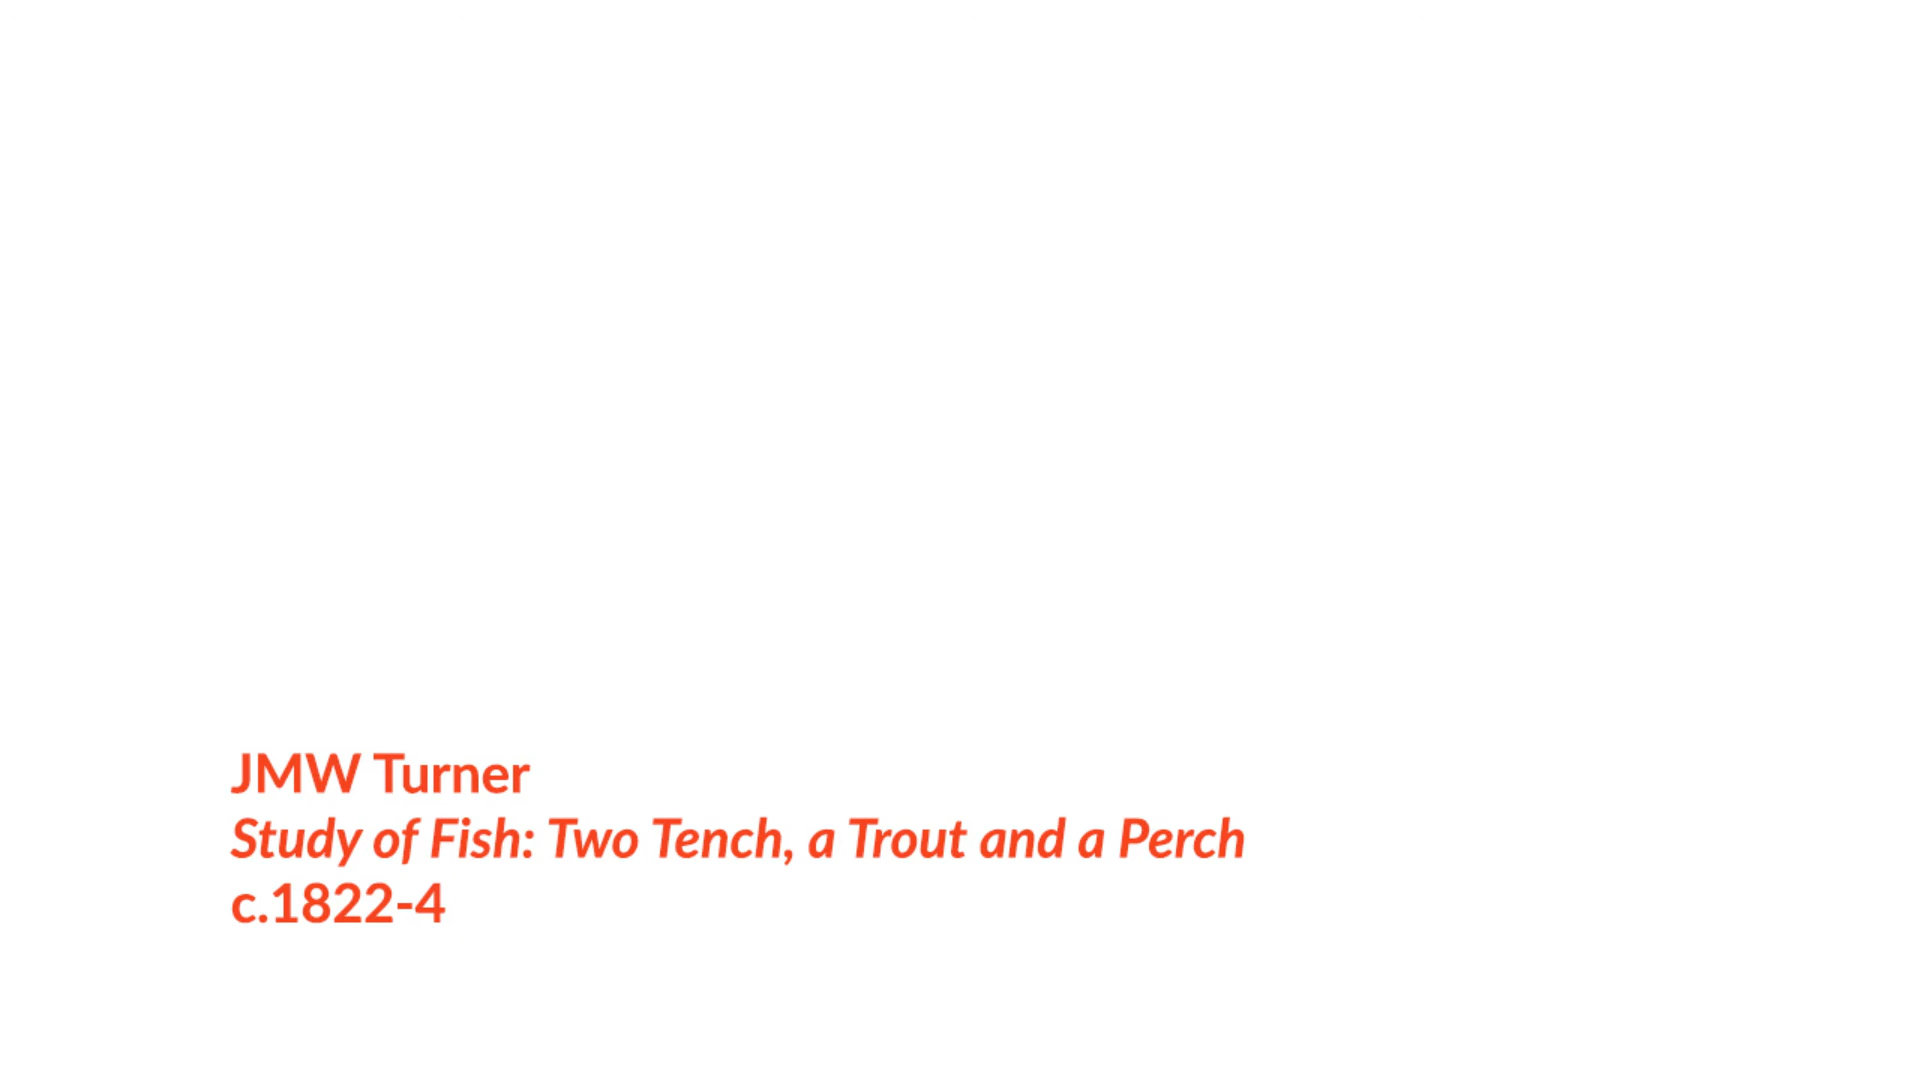 JMW Turner
Study of Fish: Two Tench, a Trout and a Perch
c.1822-4